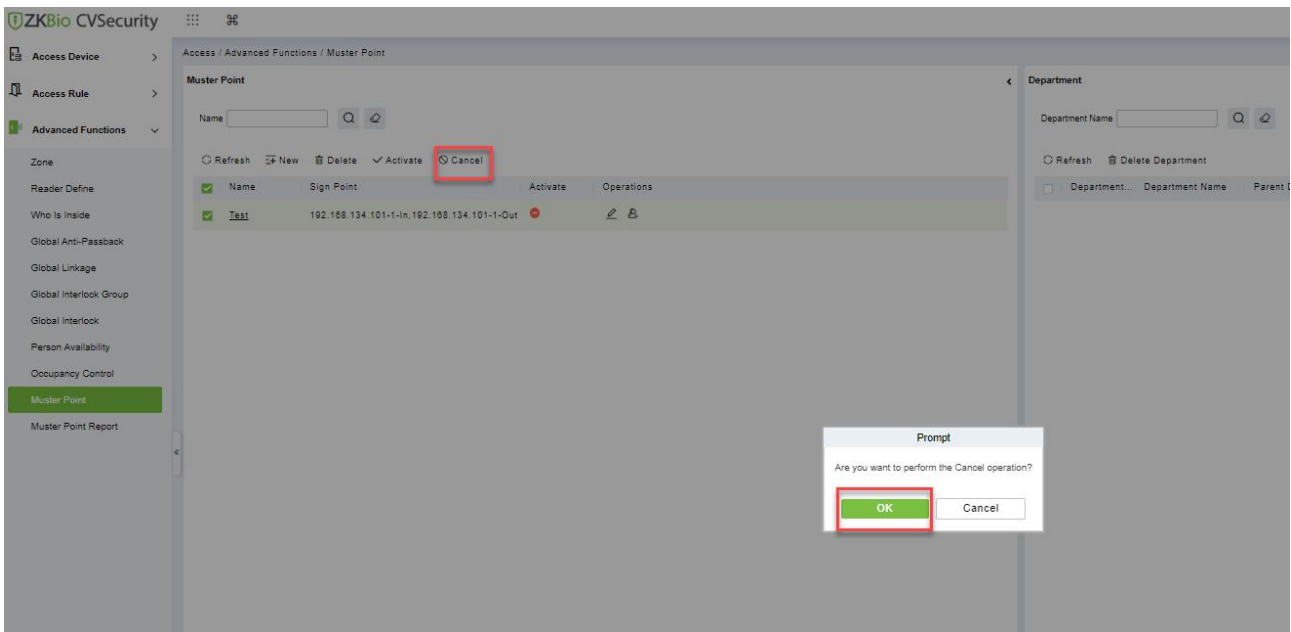 ZKBio CVSecurity
Access Device
Access Rule
Advanced Functions
Zone
Reader Define
Who Is Inside
Global Anti-Passback
Global Linkage
Global Interlock Group
Global Interlock
Person Availability
Occupancy Control
Muster Point
Muster Point Report
Access / Advanced Functions / Muster Point
Muster Point
Name
Refresh New Delete Activate Cancel
Name Sign Point Activate Operations
Test 192.168.134.101-1-In,192.168.134.101-1-Out
Department
Department Name
Refresh Delete Department
Department... Department Name Parent D
Prompt
Are you want to perform the Cancel operation?
OK Cancel